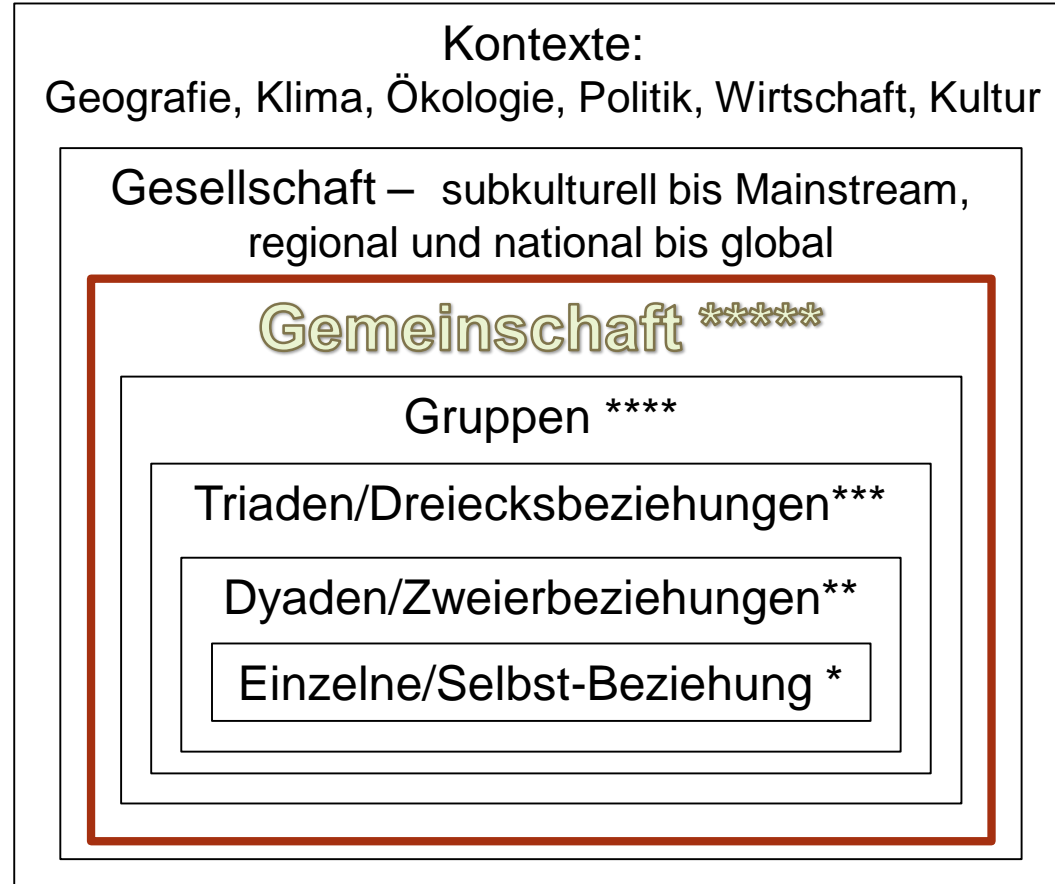 Kontexte:
Geografie, Klima, Ökologie, Politik, Wirtschaft, Kultur
Gesellschaft – subkulturell bis Mainstream,
regional und national bis global
Gemeinschaft *****
Gruppen ****
Triaden/Dreiecksbeziehungen***
Dyaden/Zweierbeziehungen**
Einzelne/Selbst-Beziehung *